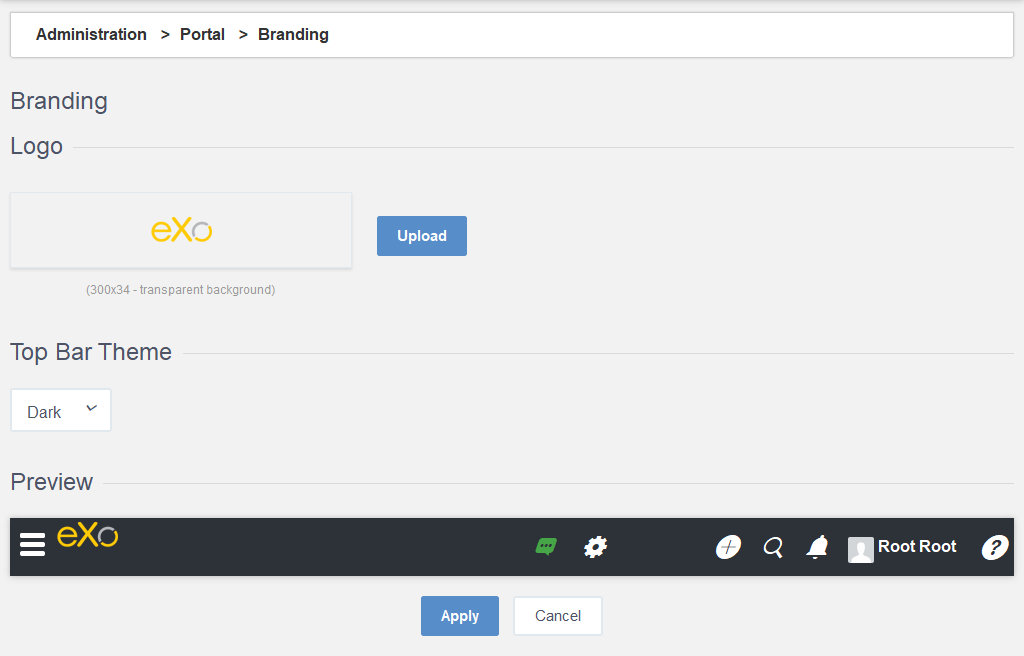 Administration > Portal > Branding
Branding
Logo
eXo
Upload
(300x34 - transparent background)
Top Bar Theme
Dark
Preview
eXo
Root Root
?
Apply
Cancel